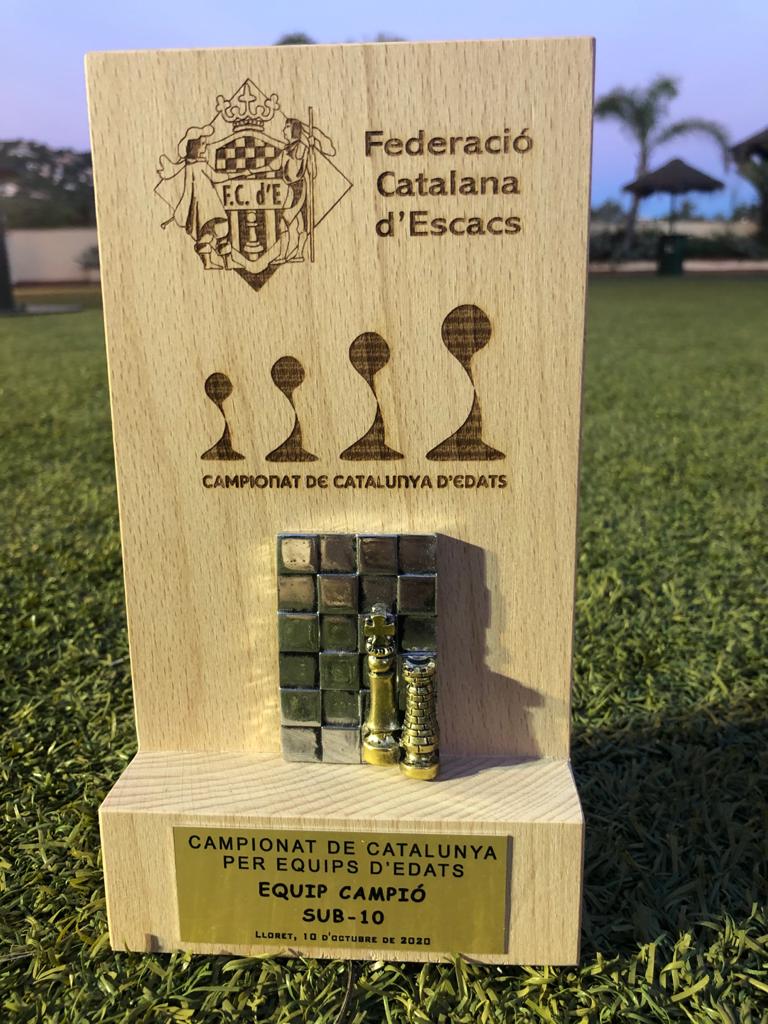 F.C. d'E
Federació
Catalana
d'Escacs
CAMPIONAT DE CATALUNYA D'EDATS
CAMPIONAT DE CATALUNYA
PER EQUIPS D'EDATS
EQUIP CAMPIÓ
SUB-10
LLORET, 10 D'OCTUBRE DE 2020